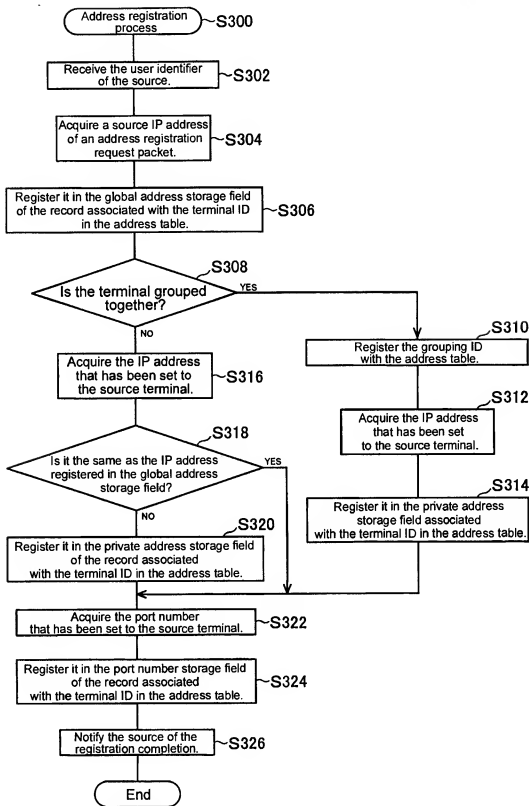 Address registration
process
S300
Receive the user identifier
of the source.
S302
Acquire a source IP address
of an address registration
request packet.
S304
Register it in the global address storage field
of the record associated with the terminal ID
in the address table.
S306
S308
Is the terminal grouped
together?
YES
NO
S310
Register the grouping ID
with the address table.
Acquire the IP address
that has been set to
the source terminal.
S316
S312
Acquire the IP address
that has been set
to the source terminal.
S318
Is it the same as the IP address
registered in the global address
storage field?
YES
NO
S314
Register it in the private address
storage field associated
with the terminal ID in the address table.
S320
Register it in the private address storage field
of the record associated
with the terminal ID in the address table.
Acquire the port number
that has been set to the source terminal.
S322
Register it in the port number storage field
of the record associated
with the terminal ID in the address table.
S324
Notify the source of the
registration completion.
S326
End